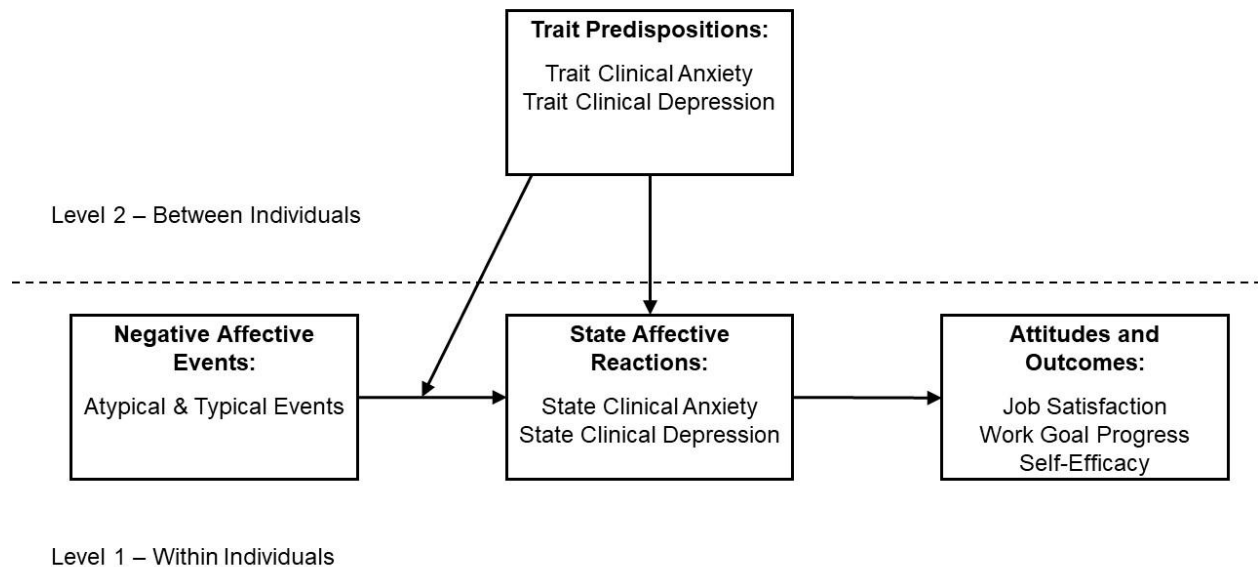 Trait Predispositions:
Trait Clinical Anxiety
Trait Clinical Depression
Level 2 – Between Individuals
Negative Affective
Events:
Atypical & Typical Events
State Affective
Reactions:
State Clinical Anxiety
State Clinical Depression
Attitudes and
Outcomes:
Job Satisfaction
Work Goal Progress
Self-Efficacy
Level 1 – Within Individuals